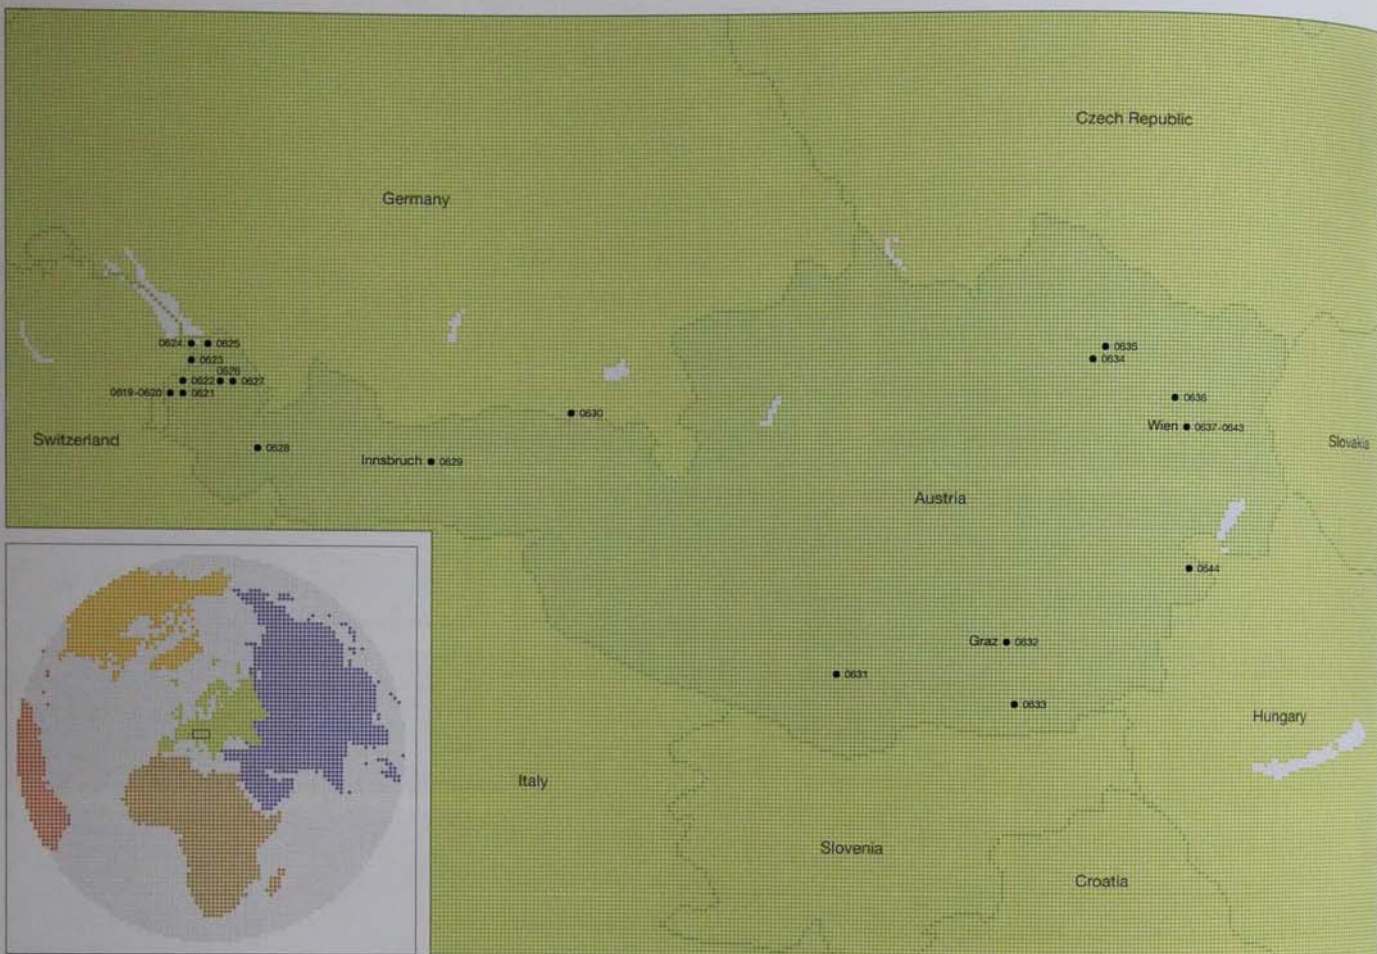 Czech Republic
Germany
0624 0625
0623
0626
0622 0627
0619-0620 0621
0635
0634
0636
0630
Wien 0637-0643
Switzerland
Slovakia
0628
Innsbruch 0629
Austria
0644
Graz 0632
0631
0633
Hungary
Italy
Slovenia
Croatia